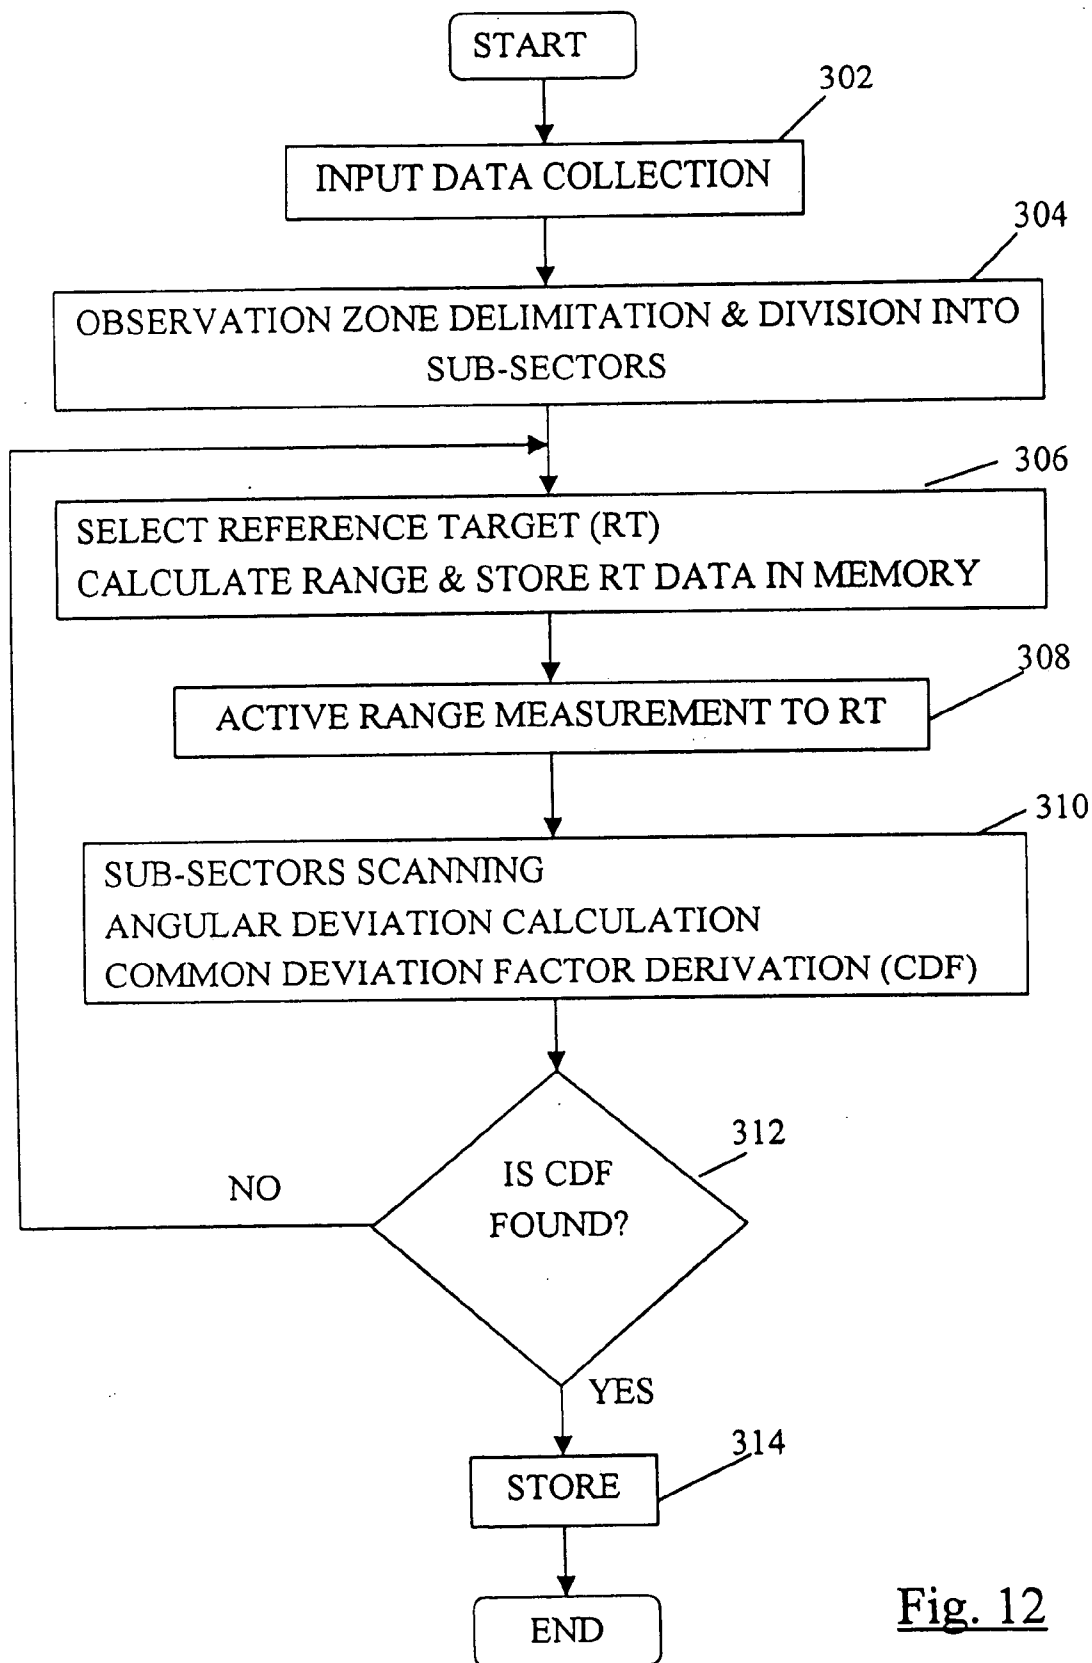 START
302
INPUT DATA COLLECTION
304
OBSERVATION ZONE DELIMITATION & DIVISION INTO
SUB-SECTORS
306
SELECT REFERENCE TARGET (RT)
CALCULATE RANGE & STORE RT DATA IN MEMORY
308
ACTIVE RANGE MEASUREMENT TO RT
310
SUB-SECTORS SCANNING
ANGULAR DEVIATION CALCULATION
COMMON DEVIATION FACTOR DERIVATION (CDF)
312
IS CDF
FOUND?
NO
YES
314
STORE
END
Fig. 12